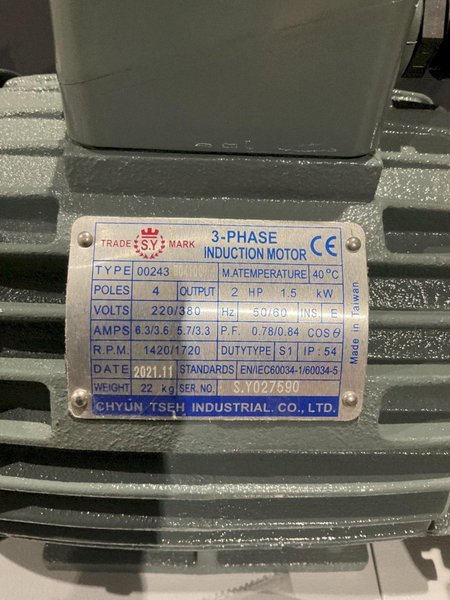 TRADE S.Y MARK
3-PHASE
INDUCTION MOTOR CE
TYPE 00243 M.ATEMPERATURE 40°C
POLES 4 OUTPUT 2 HP 1.5 kW
VOLTS 220/380 Hz 50/60 INS E
AMPS 6.3/3.6 5.7/3.3 P.F. 0.78/0.84 COSθ
R.P.M. 1420/1720 DUTYTYPE S1 IP:54
DATE 2021.11 STANDARDS EN/IEC60034-1/60034-5
WEIGHT 22 kg SER.NO. S.Y027590
CHYUN TSEH INDUSTRIAL. CO., LTD.
Made in Taiwan